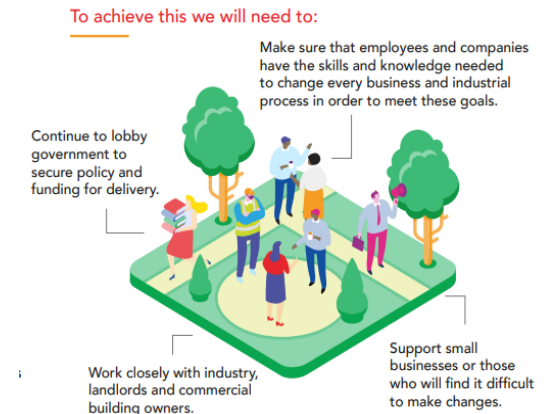 To achieve this we will need to:
Make sure that employees and companies
have the skills and knowledge needed
to change every business and industrial
process in order to meet these goals.
Continue to lobby
government to
secure policy and
funding for delivery.
Work closely with industry,
landlords and commercial
building owners.
Support small
businesses or those
who will find it difficult
to make changes.